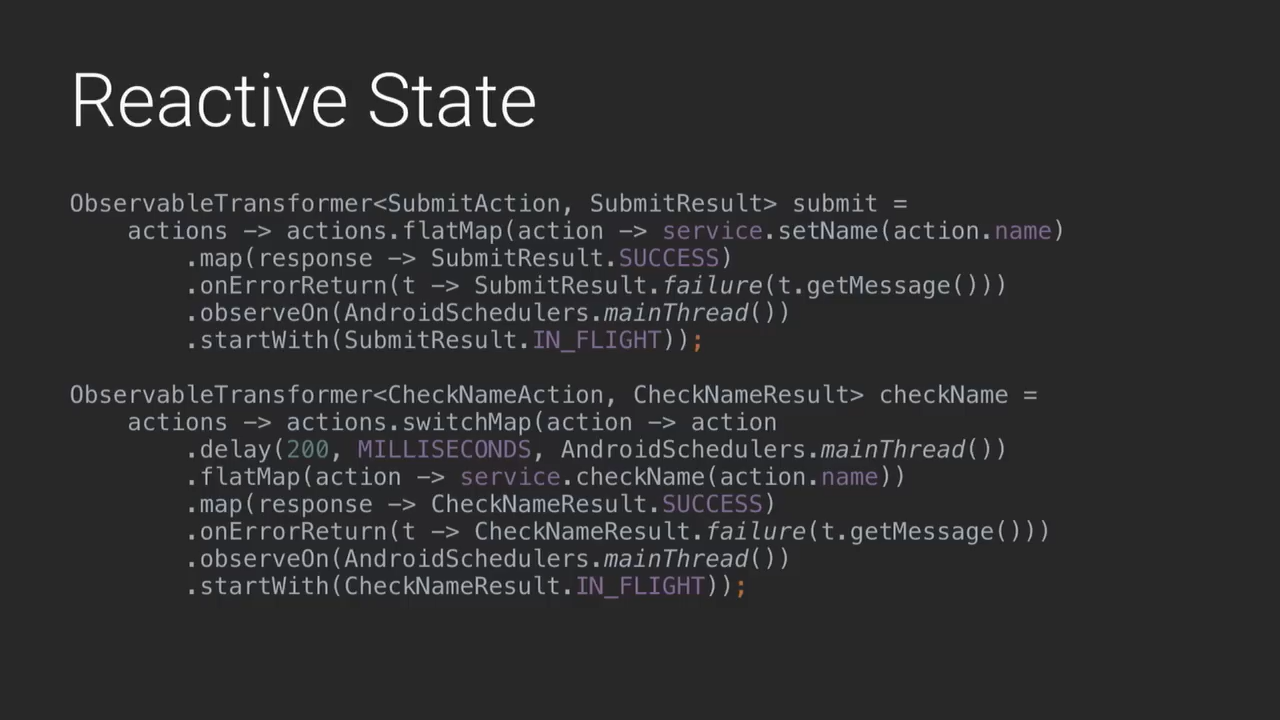 Reactive State
ObservableTransformer<SubmitAction, SubmitResult> submit =
    actions -> actions.flatMap(action -> service.setName(action.name)
        .map(response -> SubmitResult.SUCCESS)
        .onErrorReturn(t -> SubmitResult.failure(t.getMessage()))
        .observeOn(AndroidSchedulers.mainThread())
        .startWith(SubmitResult.IN_FLIGHT));
ObservableTransformer<CheckNameAction, CheckNameResult> checkName =
    actions -> actions.switchMap(action -> action
        .delay(200, MILLISECONDS, AndroidSchedulers.mainThread())
        .flatMap(action -> service.checkName(action.name))
        .map(response -> CheckNameResult.SUCCESS)
        .onErrorReturn(t -> CheckNameResult.failure(t.getMessage()))
        .observeOn(AndroidSchedulers.mainThread())
        .startWith(CheckNameResult.IN_FLIGHT));